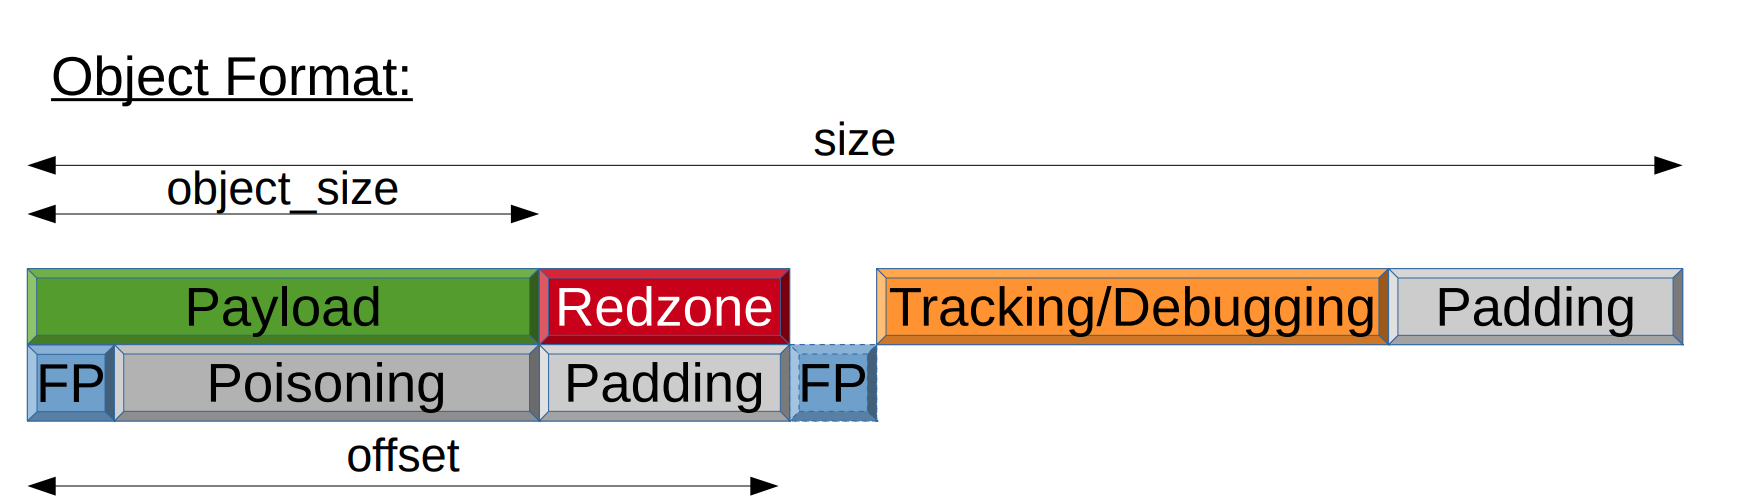 Object Format:
size
object_size
Payload Redzone Tracking/Debugging Padding
FP Poisoning Padding FP
offset